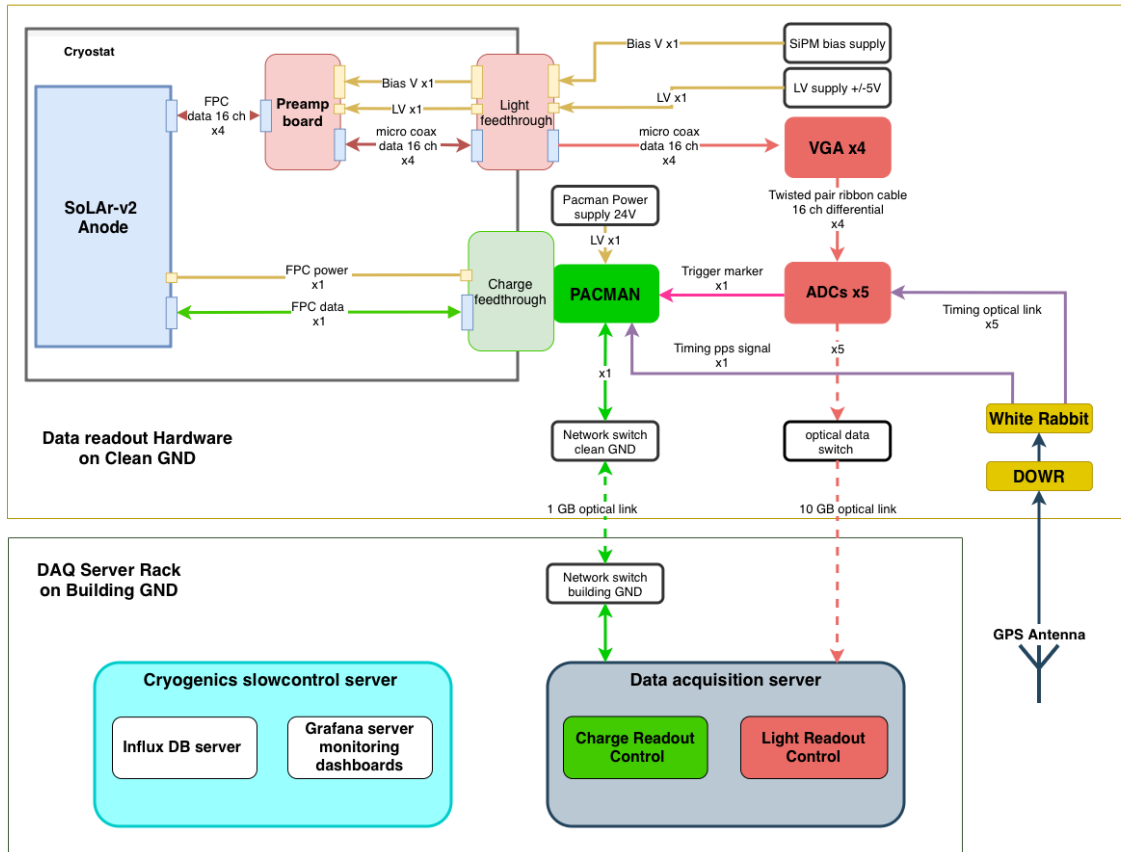 Cryostat
Bias V x1
SiPM bias supply
LV supply +/-5V
LV x1
FPC
data 16 ch
x4
Preamp
board
Bias V x1
LV x1
micro coax
data 16 ch
x4
Light
feedthrough
micro coax
data 16 ch
x4
VGA x4
Twisted pair ribbon cable
16 ch differential
x4
SoLAr-v2
Anode
Pacman Power
supply 24V
LV x1
FPC power
x1
FPC data
x1
Charge
feedthrough
PACMAN
Trigger marker
x1
ADCs x5
Timing optical link
x5
x5
Timing pps signal
x1
x1
White Rabbit
DOWR
Data readout Hardware
on Clean GND
Network switch
clean GND
optical data
switch
1 GB optical link
10 GB optical link
DAQ Server Rack
on Building GND
Network switch
building GND
GPS Antenna
Cryogenics slowcontrol server
Influx DB server
Grafana server
monitoring
dashboards
Data acquisition server
Charge Readout
Control
Light Readout
Control